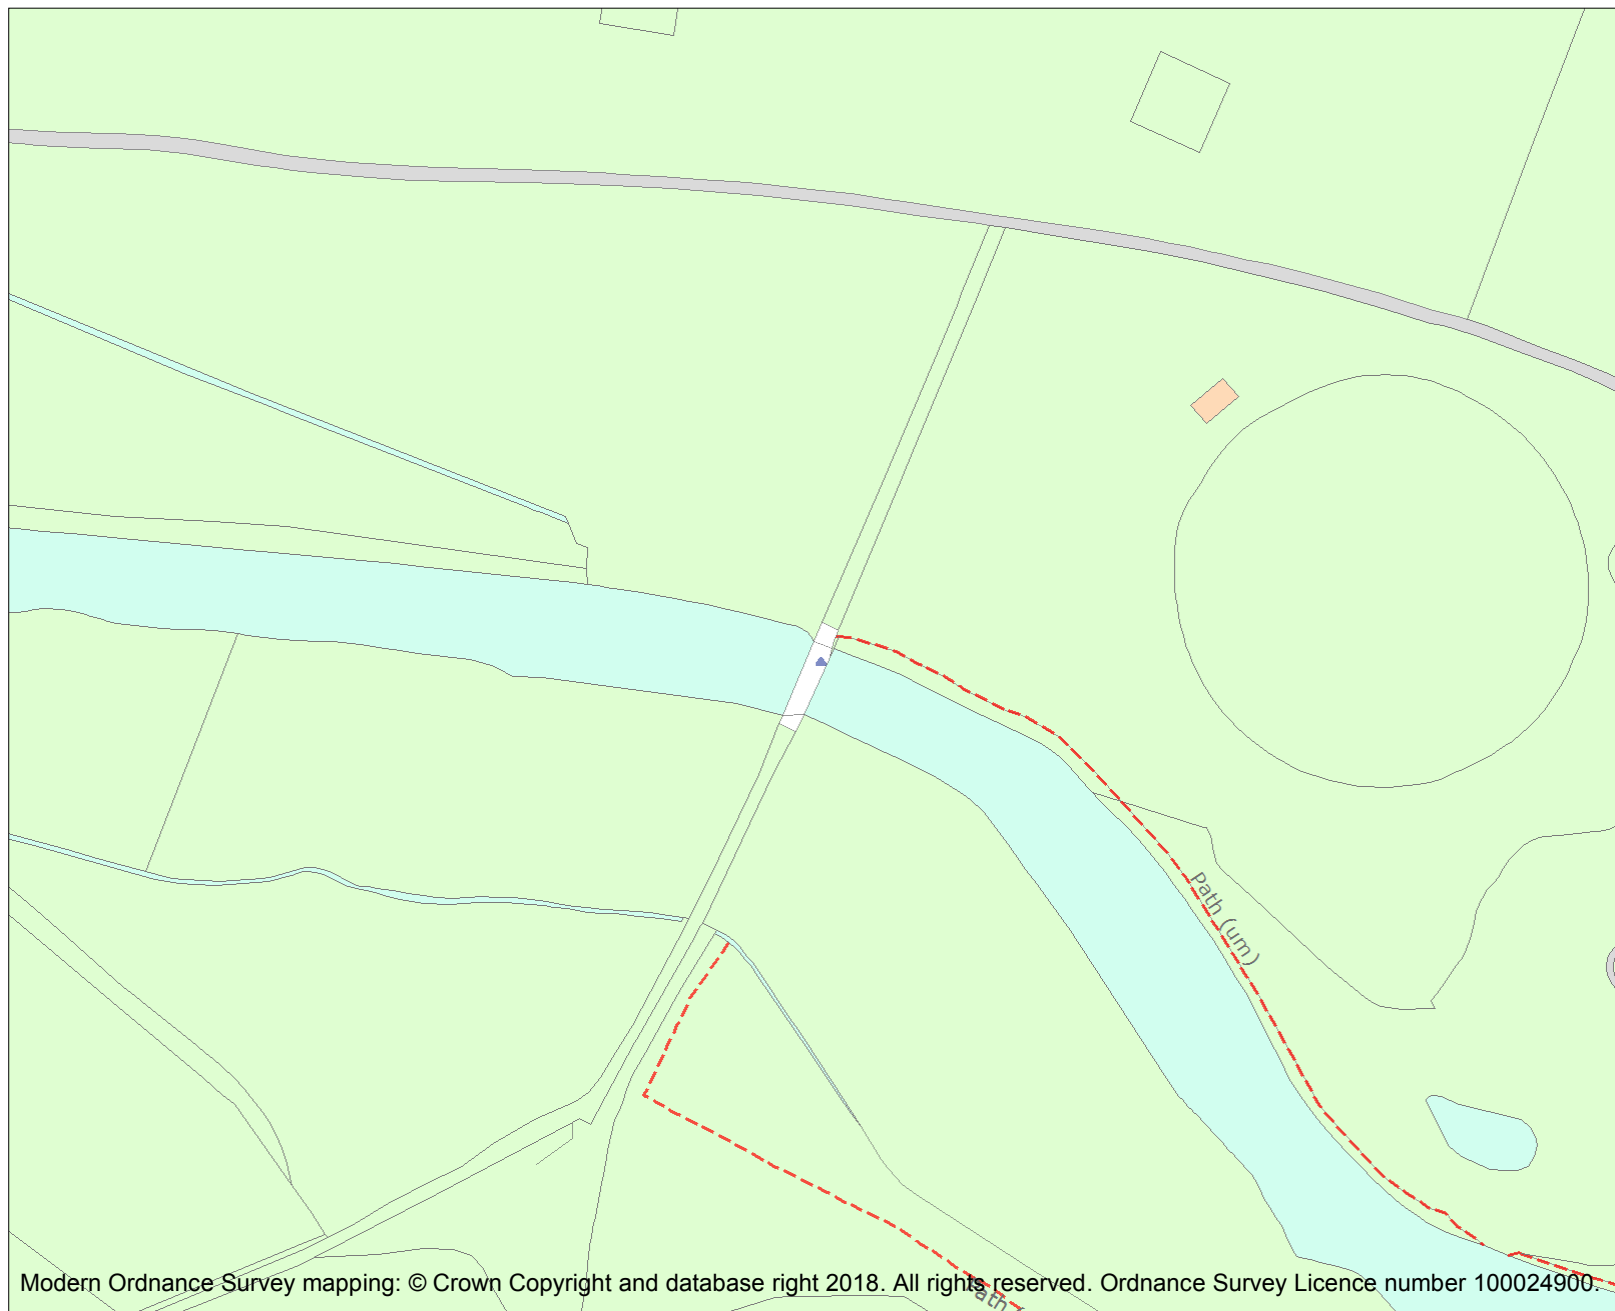 Path (um)
Path
Modern Ordnance Survey mapping: © Crown Copyright and database right 2018. All rights reserved. Ordnance Survey Licence number 100024900.